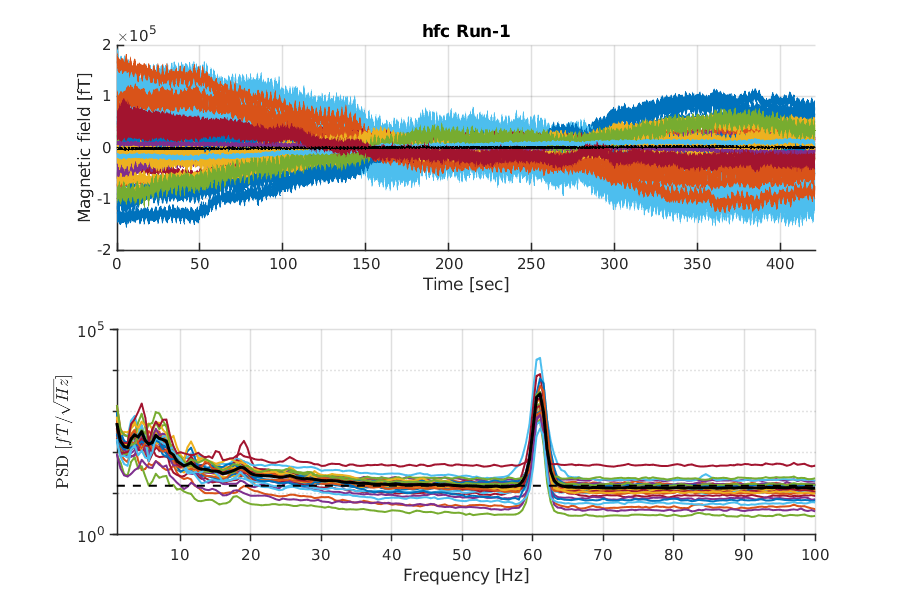 hfc Run-1
×10^5
Magnetic field [fT]
2
1
0
-1
-2
0 50 100 150 200 250 300 350 400
Time [sec]
PSD [fT/√Hz]
10^5
10^0
10 20 30 40 50 60 70 80 90 100
Frequency [Hz]